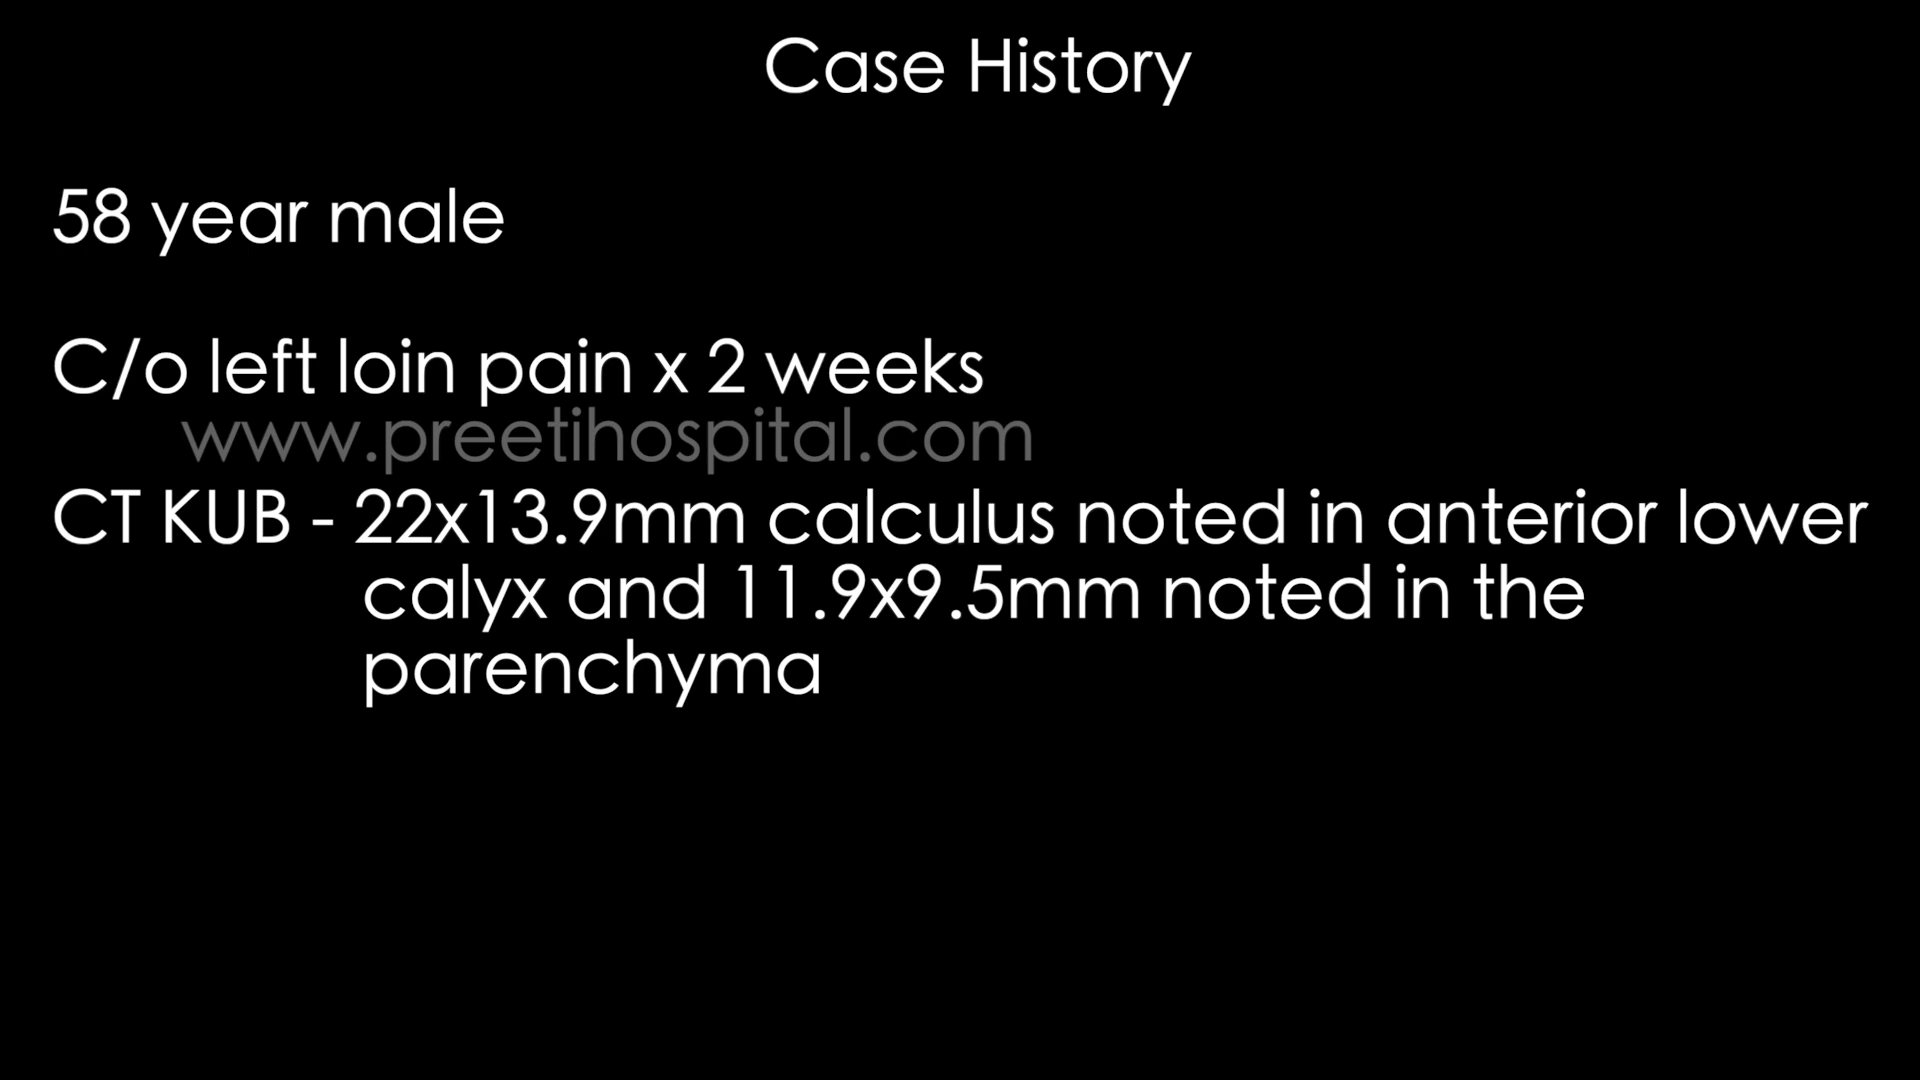 Case History
58 year male
C/o left loin pain x 2 weeks
www.preetihospital.com
CT KUB - 22x13.9mm calculus noted in anterior lower
calyx and 11.9x9.5mm noted in the
parenchyma